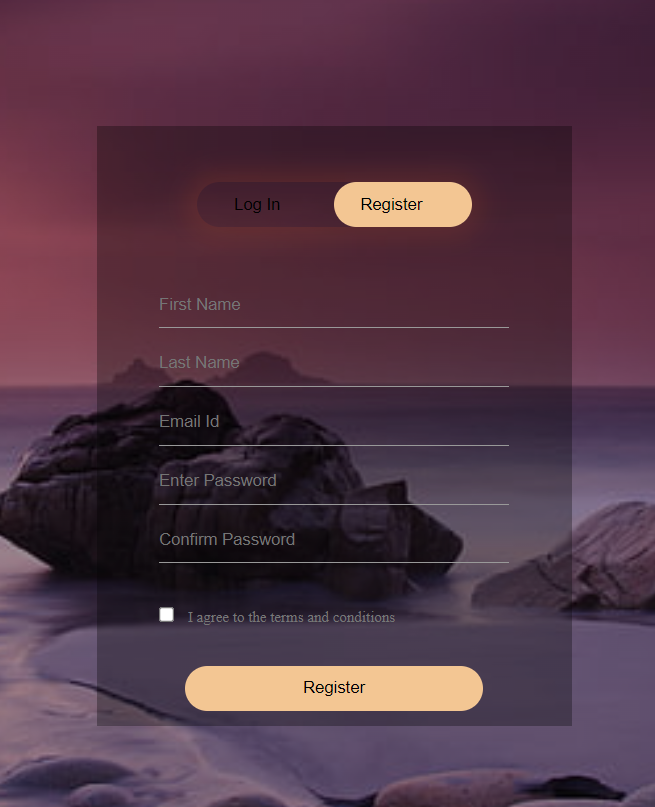 Log In Register
First Name
Last Name
Email Id
Enter Password
Confirm Password
I agree to the terms and conditions
Register